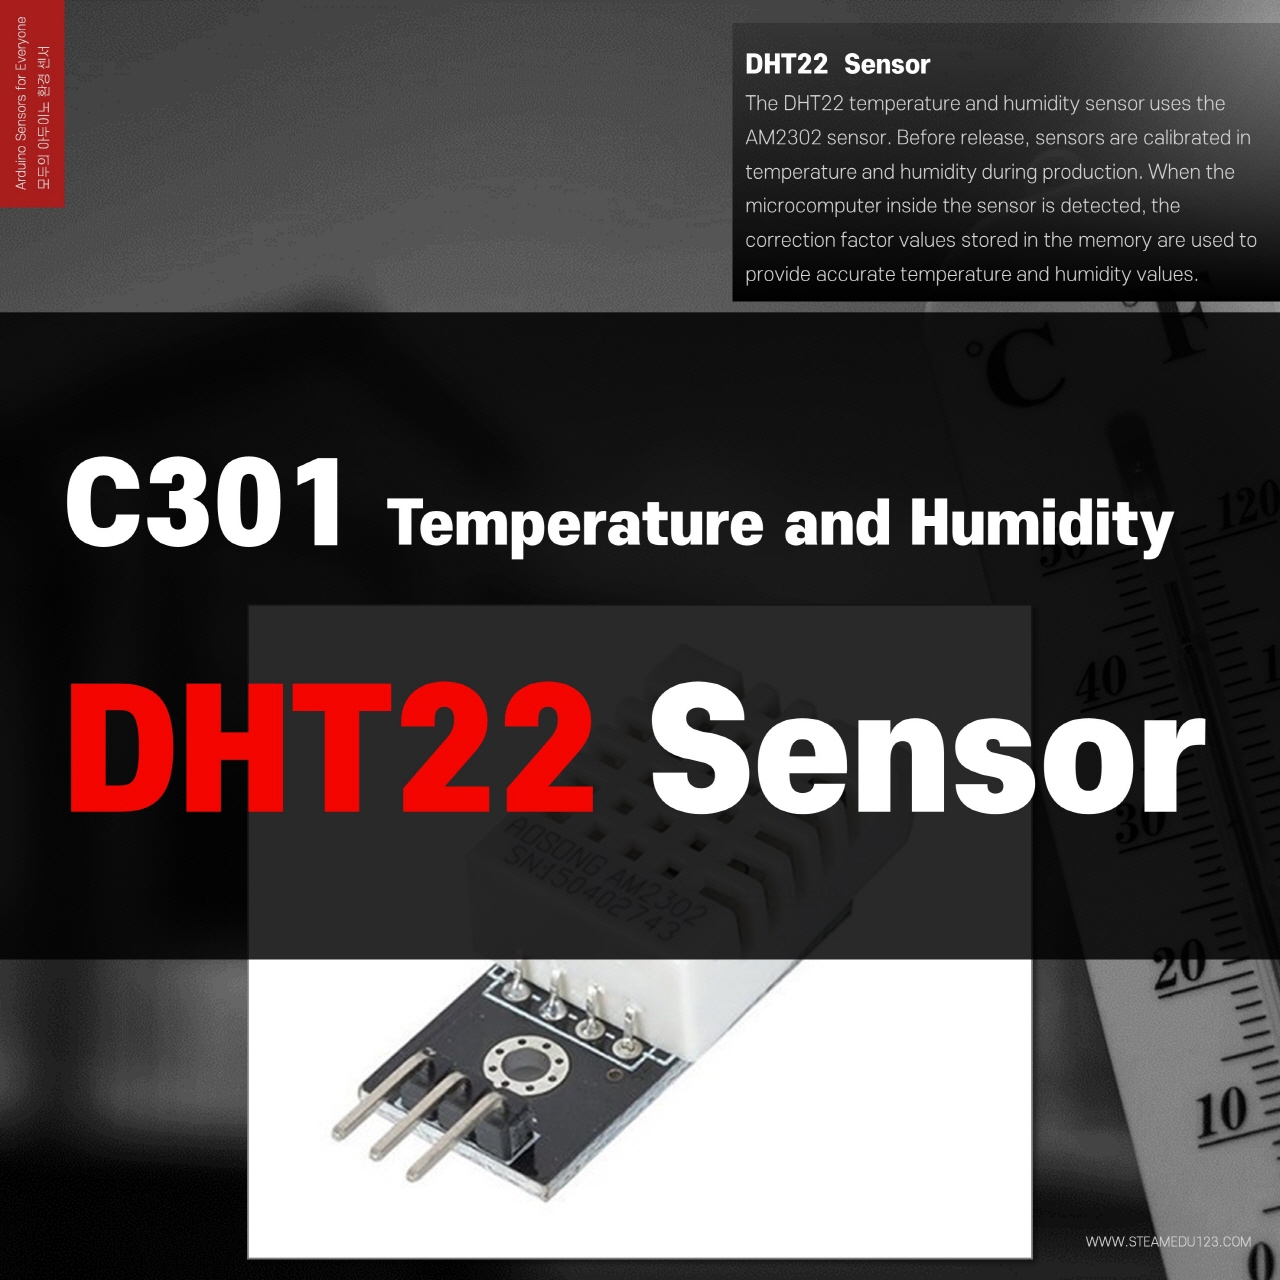 Arduino Sensors for Everyone
모두의 아두이노 환경 센서
DHT22 Sensor
The DHT22 temperature and humidity sensor uses the
AM2302 sensor. Before release, sensors are calibrated in
temperature and humidity during production. When the
microcomputer inside the sensor is detected, the
correction factor values stored in the memory are used to
provide accurate temperature and humidity values.
°C °F
C301 Temperature and Humidity
120
50
40
DHT22 Sensor
30
AOSONG AM2302
SN150402743
20
10
WWW.STEAMEDU123.COM
0